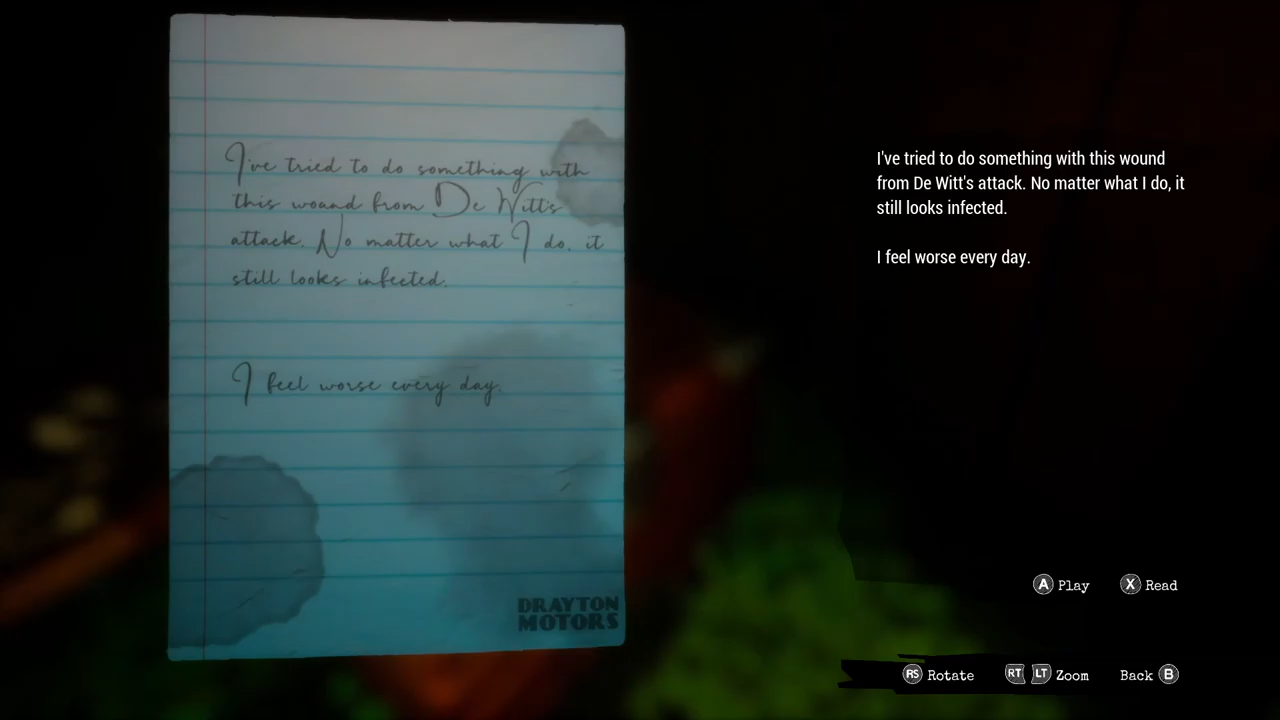 I've tried to do something with
this wound from De Witt's
attack. No matter what I do, it
still looks infected.
I feel worse every day.
DRAYTON
MOTORS
I've tried to do something with this wound
from De Witt's attack. No matter what I do, it
still looks infected.
I feel worse every day.
A Play X Read
RS Rotate RT LT Zoom Back B